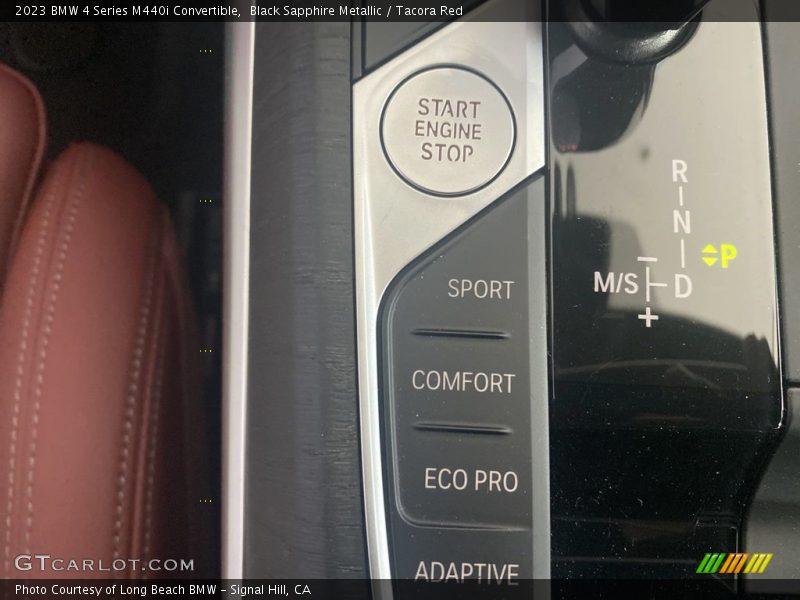 2023 BMW 4 Series M440i Convertible,  Black Sapphire Metallic / Tacora Red
START
ENGINE
STOP
R
N
P
M/S
D
+
SPORT
COMFORT
ECO PRO
ADAPTIVE
GTCARLOT.COM
Photo Courtesy of Long Beach BMW – Signal Hill, CA